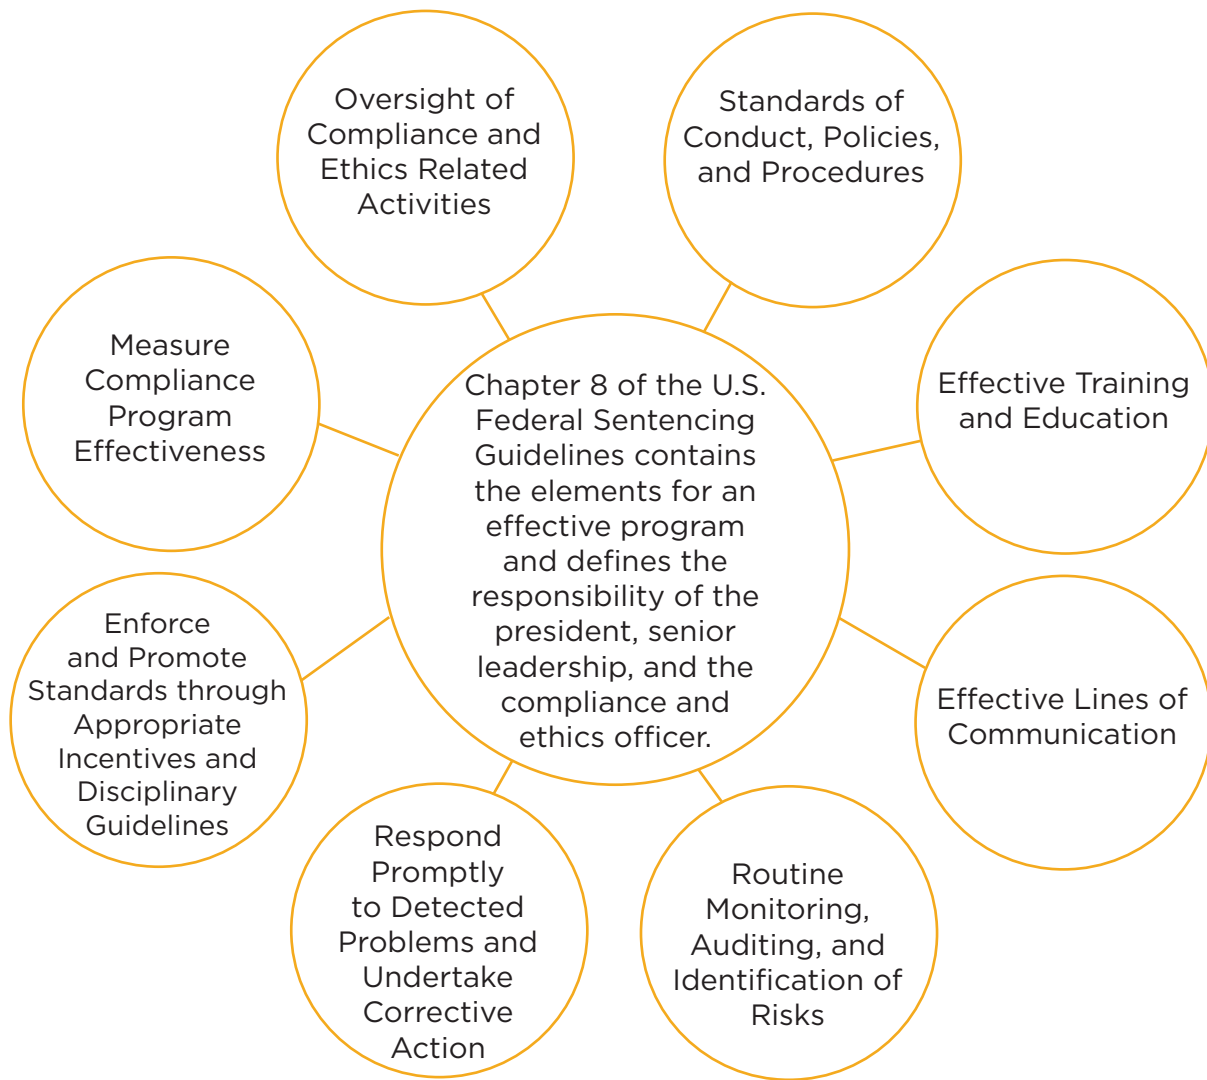 Oversight of
Compliance and
Ethics Related
Activities
Standards of
Conduct, Policies,
and Procedures
Measure
Compliance
Program
Effectiveness
Chapter 8 of the U.S.
Federal Sentencing
Guidelines contains
the elements for an
effective program
and defines the
responsibility of the
president, senior
leadership, and the
compliance and
ethics officer.
Effective Training
and Education
Enforce
and Promote
Standards through
Appropriate
Incentives and
Disciplinary
Guidelines
Effective Lines of
Communication
Respond
Promptly
to Detected
Problems and
Undertake
Corrective
Action
Routine
Monitoring,
Auditing, and
Identification of
Risks